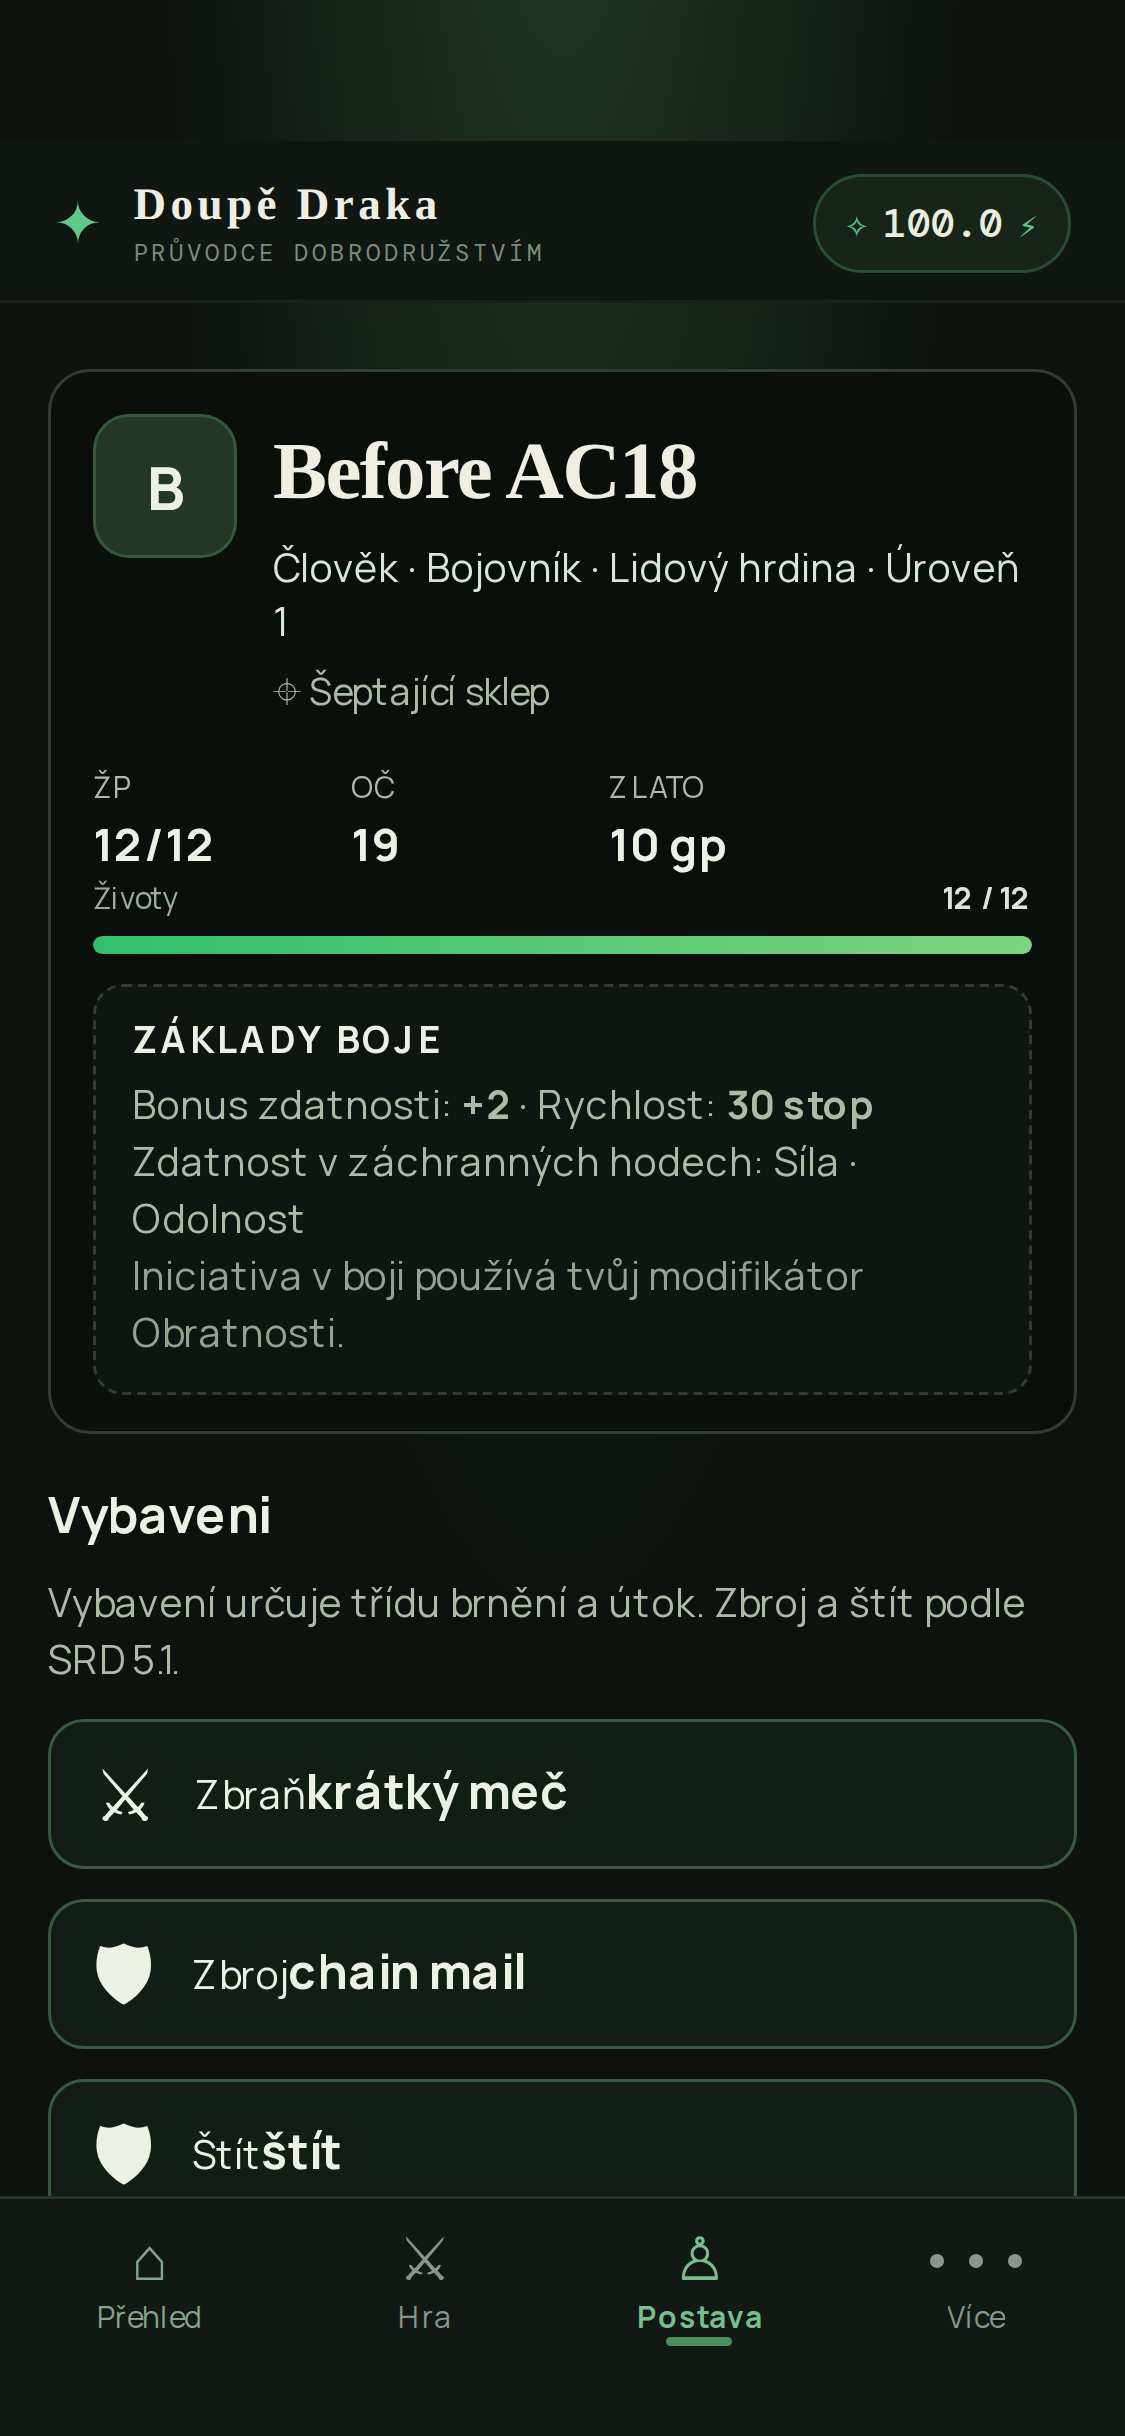 Doupě Draka
PRŮVODCE DOBRODRUŽSTVÍM
100.0
B
Before AC18
Člověk · Bojovník · Lidový hrdina · Úroveň
1
Šeptající sklep
ŽP OČ ZLATO
12/12 19 10 gp
Životy 12 / 12
ZÁKLADY BOJE
Bonus zdatnosti: +2 · Rychlost: 30 stop
Zdatnost v záchranných hodech: Síla ·
Odolnost
Iniciativa v boji používá tvůj modifikátor
Obratnosti.
Vybaveni
Vybavení určuje třídu brnění a útok. Zbroj a štít podle
SRD 5.1.
Zbraňkrátký meč
Zbrojchain mail
Štítštít
Přehled Hra Postava Více